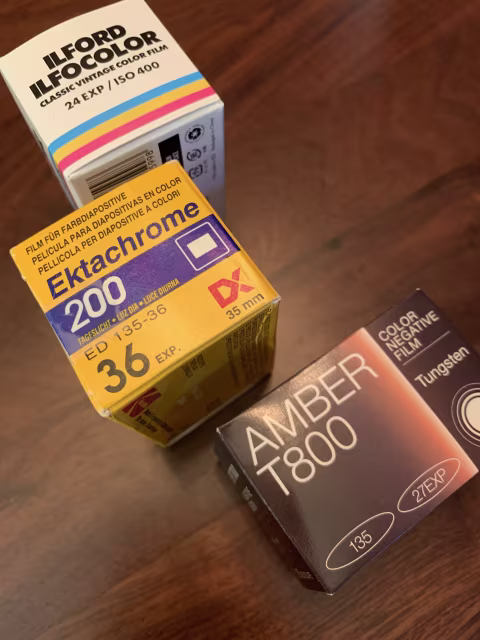 ILFORD
ILFOCOLOR
CLASSIC VINTAGE COLOR FILM
24 EXP / ISO 400
FILM FÜR FARBDIAPOSITIVE
PELICULA PARA DIAPOSITIVAS EN COLOR
PELLICOLA PER DIAPOSITIVE A COLORI
Ektachrome
200
TAGESLICHT • LUZ DIA • LUCE DIURNA
ED 135-36
36 EXP.
DX
35 mm
COLOR
NEGATIVE
FILM
Tungsten
AMBER
T800
135
27EXP